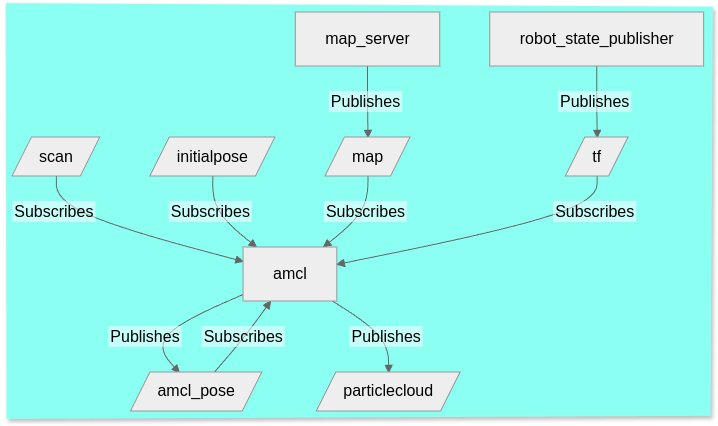 map_server
robot_state_publisher
Publishes
Publishes
scan
initialpose
map
tf
Subscribes
Subscribes
Subscribes
Subscribes
amcl
Publishes
Subscribes
Publishes
amcl_pose
particlecloud